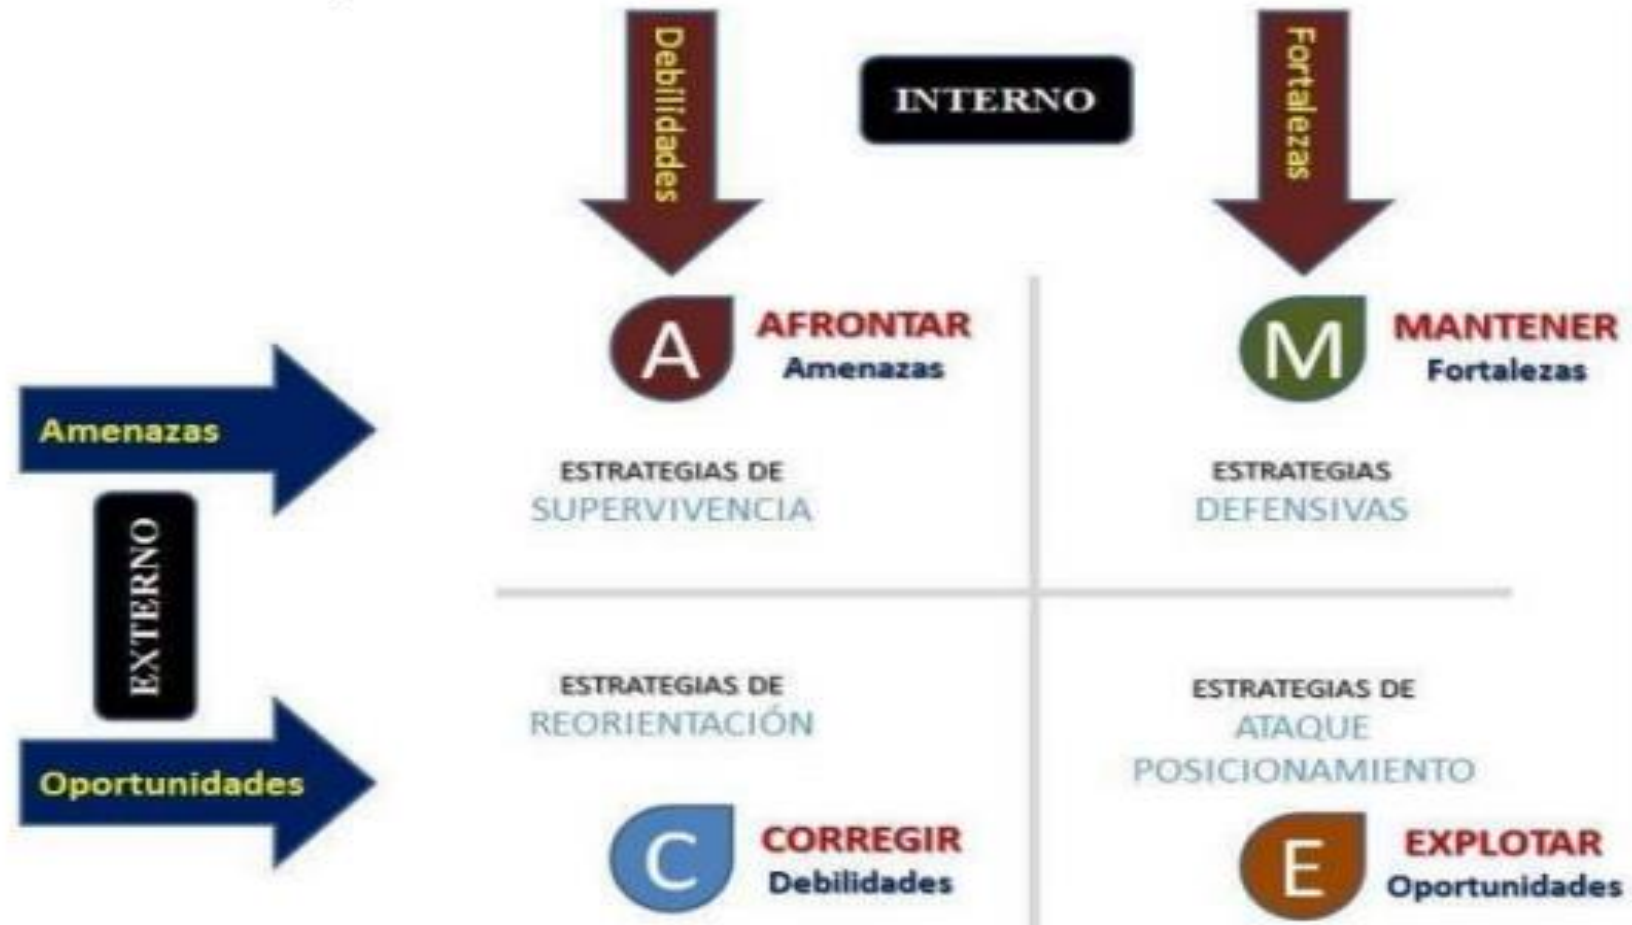 Debilidades
INTERNO
Fortalezas
A
AFRONTAR
Amenazas
M
MANTENER
Fortalezas
Amenazas
ESTRATEGIAS DE
SUPERVIVENCIA
ESTRATEGIAS
DEFENSIVAS
EXTERNO
ESTRATEGIAS DE
REORIENTACIÓN
ESTRATEGIAS DE
ATAQUE
POSICIONAMIENTO
Oportunidades
C
CORREGIR
Debilidades
E
EXPLOTAR
Oportunidades